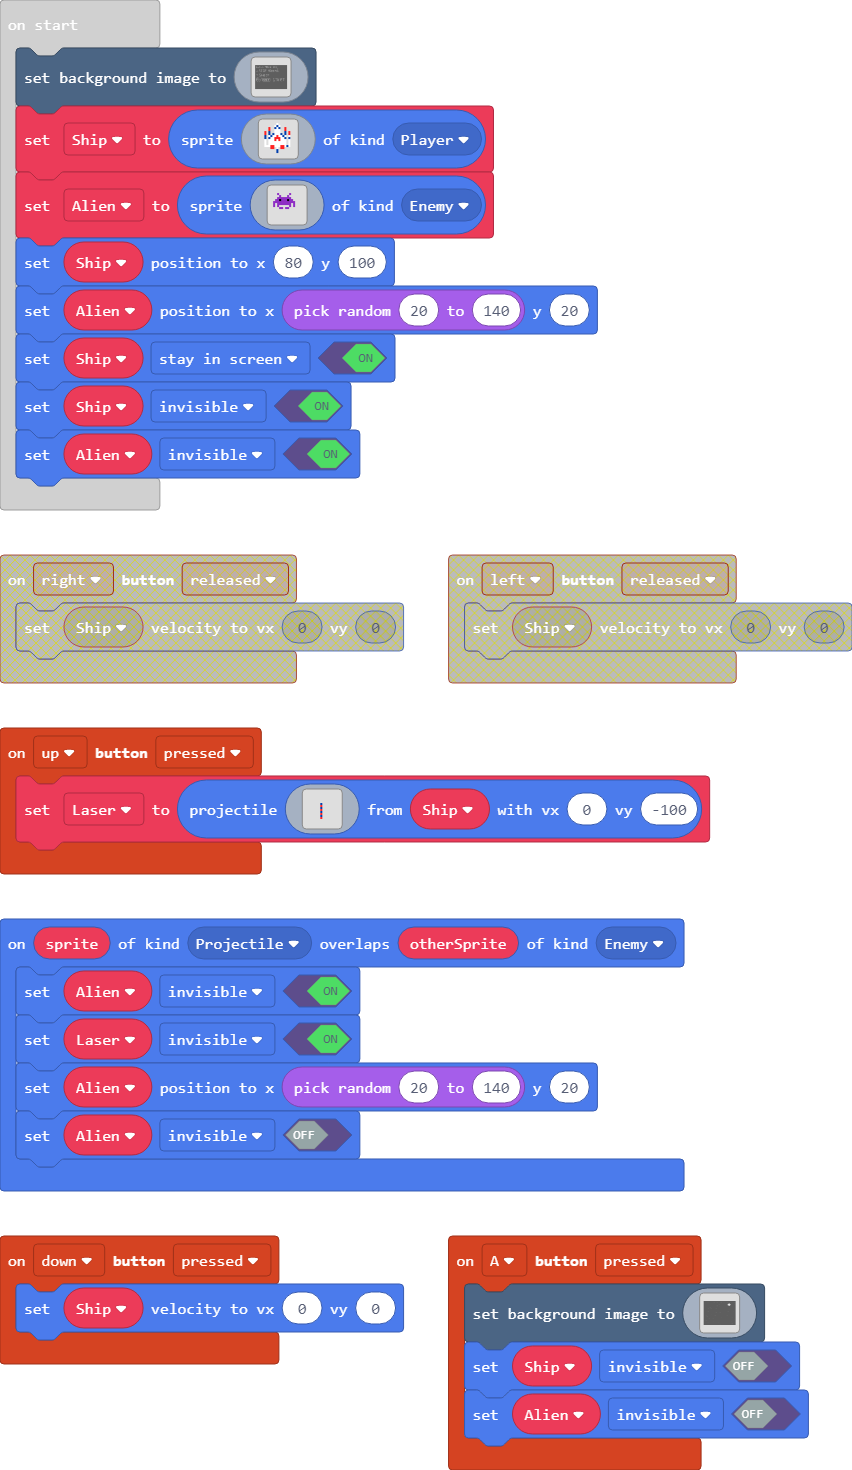 on start
set background image to
set Ship to sprite of kind Player
set Alien to sprite of kind Enemy
set Ship position to x 80 y 100
set Alien position to x pick random 20 to 140 y 20
set Ship stay in screen ON
set Ship invisible ON
set Alien invisible ON
on right button released
set Ship velocity to vx 0 vy 0
on left button released
set Ship velocity to vx 0 vy 0
on up button pressed
set Laser to projectile from Ship with vx 0 vy -100
on sprite of kind Projectile overlaps otherSprite of kind Enemy
set Alien invisible ON
set Laser invisible ON
set Alien position to x pick random 20 to 140 y 20
set Alien invisible OFF
on down button pressed
set Ship velocity to vx 0 vy 0
on A button pressed
set background image to
set Ship invisible OFF
set Alien invisible OFF